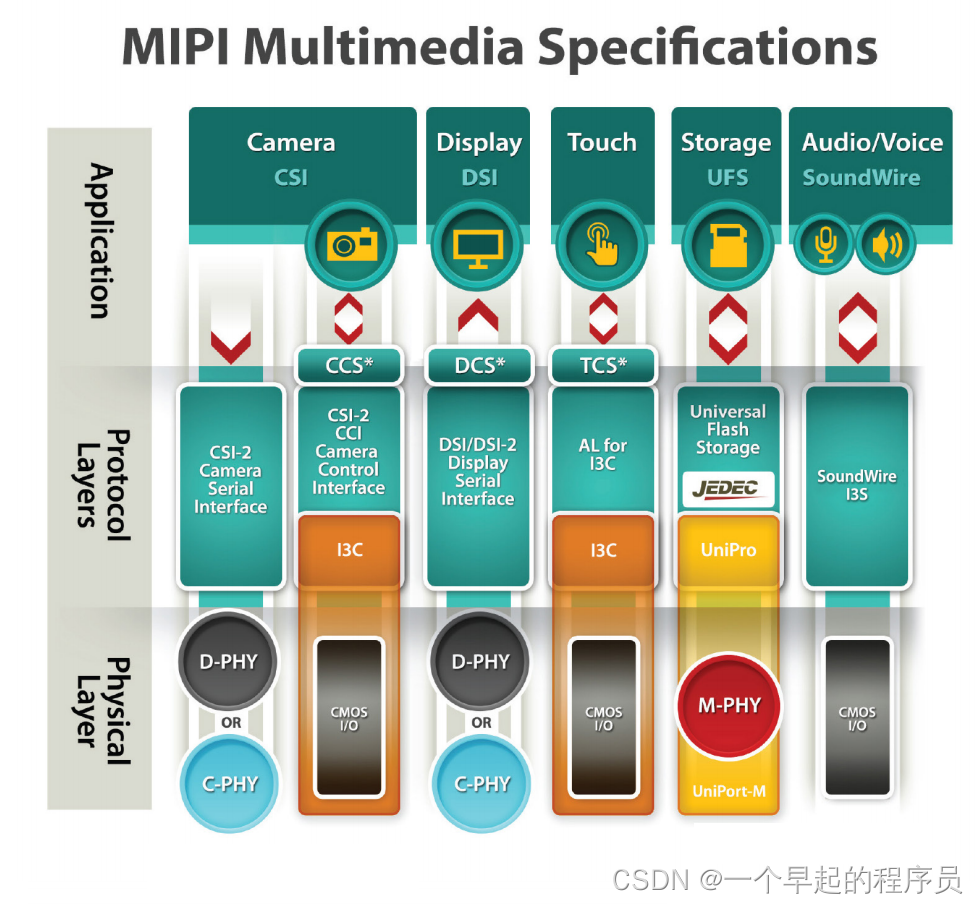 MIPI Multimedia Specifications
Application
Camera
CSI
Display
DSI
Touch
Storage
UFS
Audio/Voice
SoundWire
CCS*
DCS*
TCS*
Protocol
Layers
CSI-2
Camera
Serial
Interface
CSI-2
CCI
Camera
Control
Interface
I3C
DSI/DSI-2
Display
Serial
Interface
AL for
I3C
I3C
Universal
Flash
Storage
JEDEC
UniPro
SoundWire
I3S
Physical
Layer
D-PHY
OR
C-PHY
CMOS
I/O
D-PHY
OR
C-PHY
CMOS
I/O
M-PHY
UniPort-M
CMOS
I/O
CSDN @一个早起的程序员